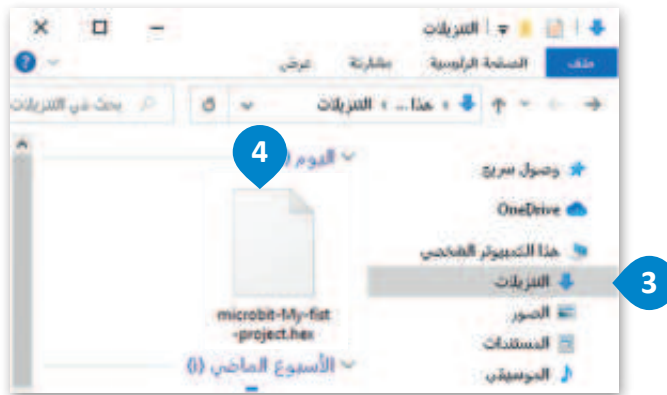 التنزيلات
ملف الصفحة الرئيسية مشاركة عرض
هذا ... التنزيلات
بحث في التنزيلات
وصول سريع
OneDrive
هذا الكمبيوتر الشخصي
التنزيلات
3
الصور
المستندات
الموسيقى
اليوم
4
microbit-My-fist
-project.hex
الأسبوع الماضي